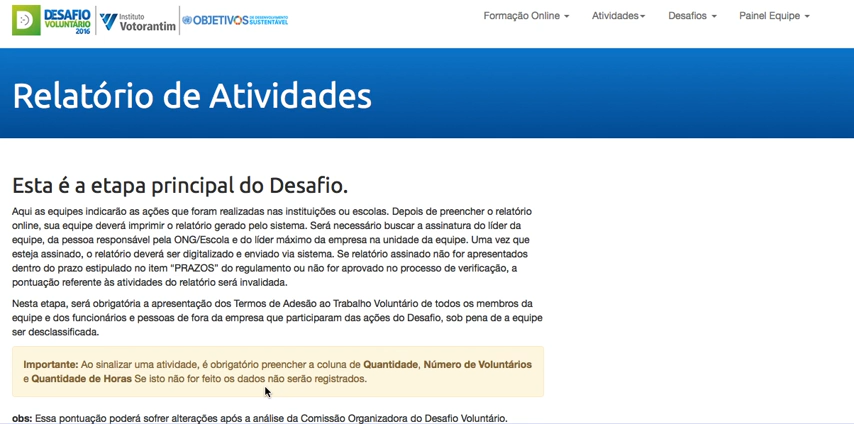 DESAFIO
VOLUNTÁRIO
2016
Instituto
Votorantim
OBJETIVOS DE DESENVOLVIMENTO
SUSTENTÁVEL
Formação Online Atividades Desafios Painel Equipe
Relatório de Atividades
Esta é a etapa principal do Desafio.
Aqui as equipes indicarão as ações que foram realizadas nas instituições ou escolas. Depois de preencher o relatório
online, sua equipe deverá imprimir o relatório gerado pelo sistema. Será necessário buscar a assinatura do líder da
equipe, da pessoa responsável pela ONG/Escola e do líder máximo da empresa na unidade da equipe. Uma vez que
esteja assinado, o relatório deverá ser digitalizado e enviado via sistema. Se relatório assinado não for apresentados
dentro do prazo estipulado no item “PRAZOS” do regulamento ou não for aprovado no processo de verificação, a
pontuação referente às atividades do relatório será invalidada.
Nesta etapa, será obrigatória a apresentação dos Termos de Adesão ao Trabalho Voluntário de todos os membros da
equipe e dos funcionários e pessoas de fora da empresa que participaram das ações do Desafio, sob pena de a equipe
ser desclassificada.
Importante: Ao sinalizar uma atividade, é obrigatório preencher a coluna de Quantidade, Número de Voluntários
e Quantidade de Horas Se isto não for feito os dados não serão registrados.
obs: Essa pontuação poderá sofrer alterações após a análise da Comissão Organizadora do Desafio Voluntário.